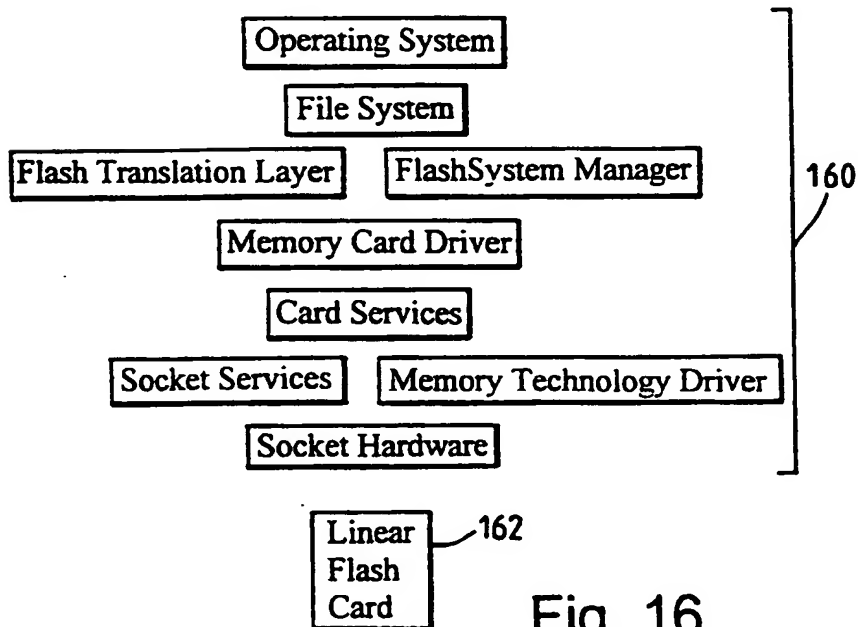 Operating System
File System
Flash Translation Layer
FlashSystem Manager
160
Memory Card Driver
Card Services
Socket Services
Memory Technology Driver
Socket Hardware
Linear
Flash
Card
162
Fig. 16